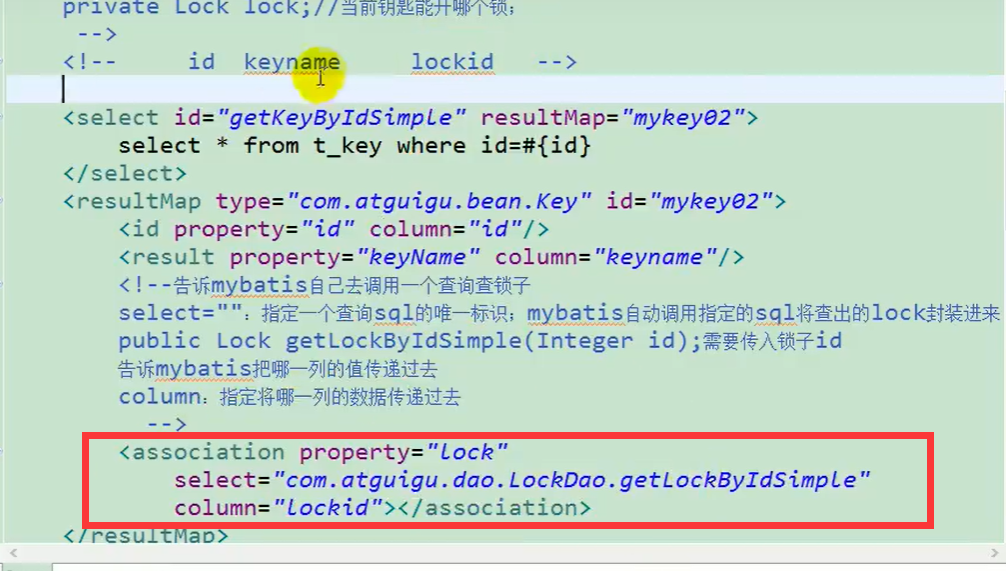 private Lock lock;//当前钥匙能开哪个锁；
-->
<!-- id keyname lockid -->
<select id="getKeyByIdSimple" resultMap="mykey02">
select * from t_key where id=#{id}
</select>
<resultMap type="com.atguigu.bean.Key" id="mykey02">
<id property="id" column="id"/>
<result property="keyName" column="keyname"/>
<!--告诉mybatis自己去调用一个查询查锁子
select=""：指定一个查询sql的唯一标识；mybatis自动调用指定的sql将查出的lock封装进来
public Lock getLockByIdSimple(Integer id);需要传入锁子id
告诉mybatis把哪一列的值传递过去
column：指定将哪一列的数据传递过去
-->
<association property="lock"
select="com.atguigu.dao.LockDao.getLockByIdSimple"
column="lockid"></association>
</resultMap>